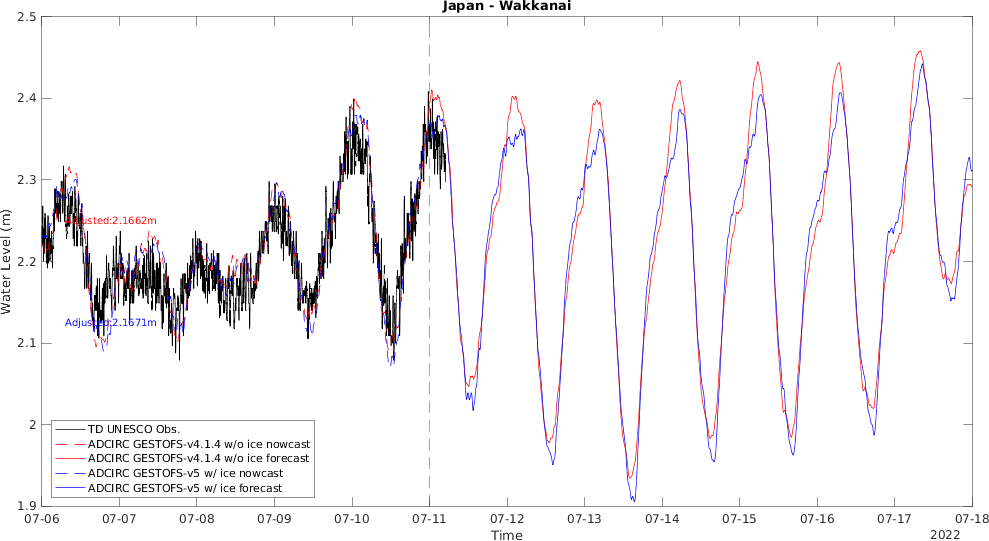 Japan - Wakkanai
Water Level (m)
2.5
2.4
2.3
2.2
2.1
2
1.9
Adjusted:2.1662m
Adjusted:2.1671m
TD UNESCO Obs.
ADCIRC GESTOFS-v4.1.4 w/o ice nowcast
ADCIRC GESTOFS-v4.1.4 w/o ice forecast
ADCIRC GESTOFS-v5 w/ ice nowcast
ADCIRC GESTOFS-v5 w/ ice forecast
07-06 07-07 07-08 07-09 07-10 07-11 07-12 07-13 07-14 07-15 07-16 07-17 07-18
Time
2022